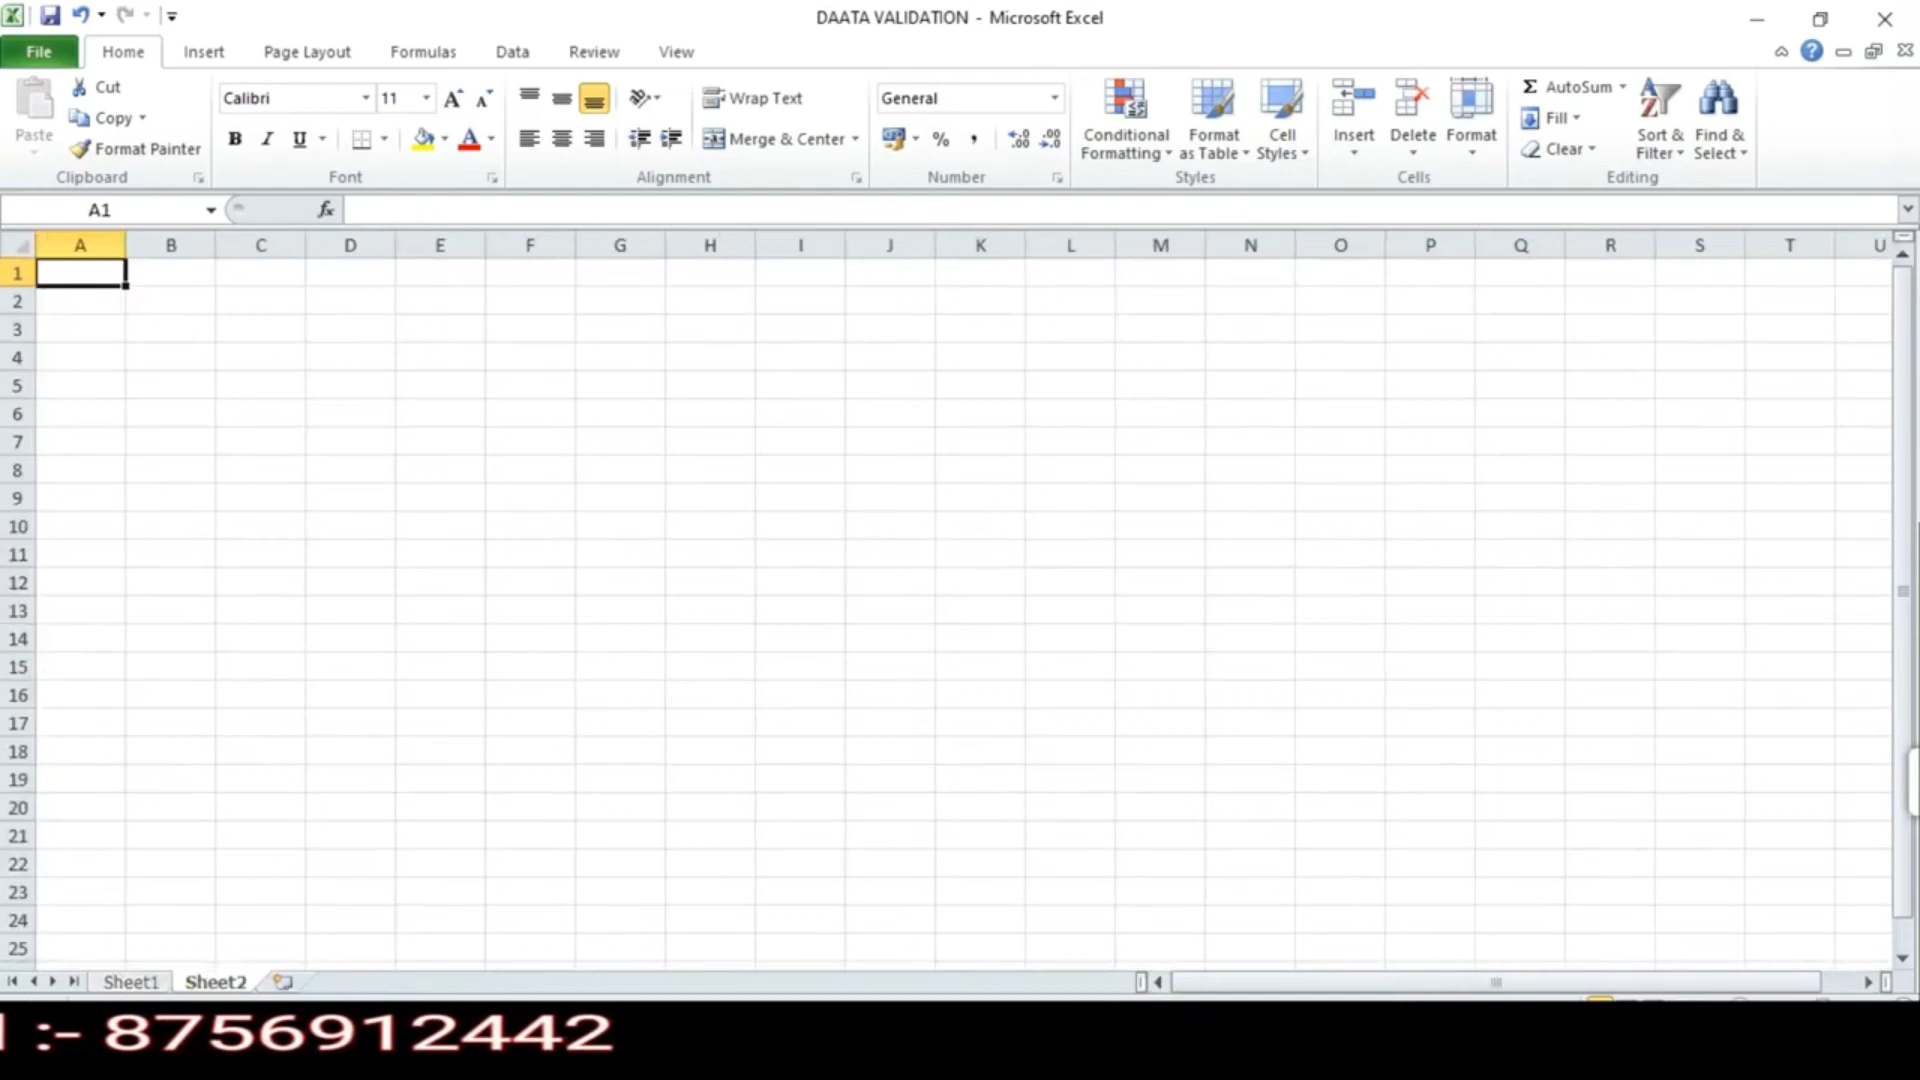 DAATA VALIDATION - Microsoft Excel
File Home Insert Page Layout Formulas Data Review View
Paste
Cut
Copy
Format Painter
Clipboard
Calibri 11
B I U
Font
Wrap Text
Merge & Center
Alignment
General
%
Number
Conditional Formatting
Format as Table
Cell Styles
Styles
Insert
Delete
Format
Cells
Σ AutoSum
Fill
Clear
Sort & Filter
Find & Select
Editing
A1 fx
A B C D E F G H I J K L M N O P Q R S T U
1
2
3
4
5
6
7
8
9
10
11
12
13
14
15
16
17
18
19
20
21
22
23
24
25
Sheet1 Sheet2
:- 8756912442